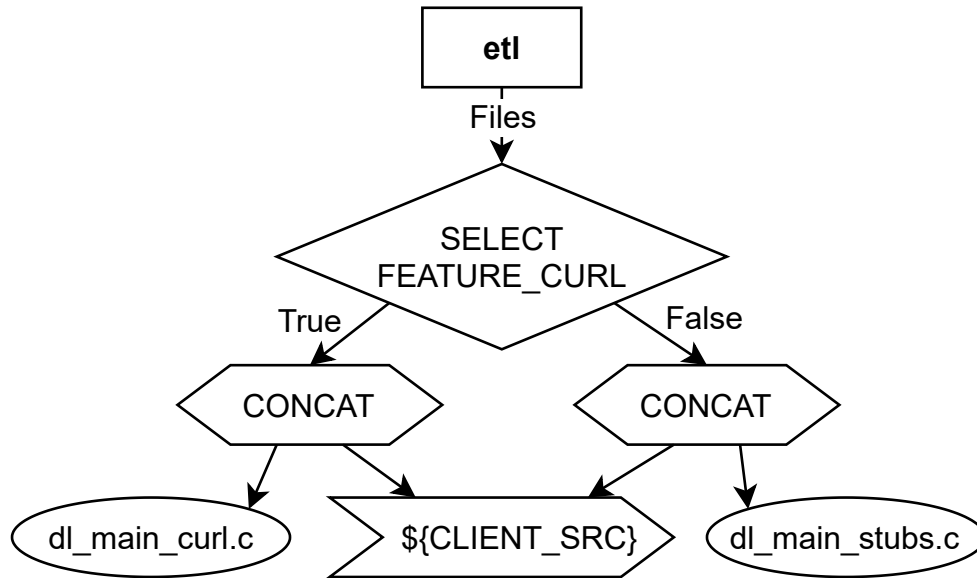 etl
Files
SELECT
FEATURE_CURL
True
False
CONCAT
CONCAT
dl_main_curl.c
${CLIENT_SRC}
dl_main_stubs.c